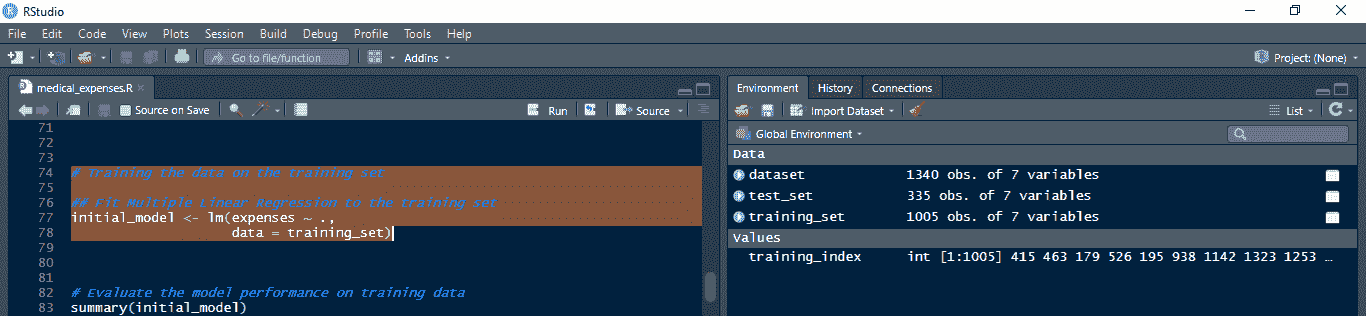 RStudio
File Edit Code View Plots Session Build Debug Profile Tools Help
Go to file/function Addins Project: (None)
medical_expenses.R
Source on Save Run Source
71
72
73
74 # Training the data on the training set
75
76 ## Fit Multiple Linear Regression to the training set
77 initial_model <- lm(expenses ~ .,
78 data = training_set)
79
80
81
82 # Evaluate the model performance on training data
83 summary(initial_model)
Environment History Connections
Import Dataset List
Global Environment
Data
dataset 1340 obs. of 7 variables
test_set 335 obs. of 7 variables
training_set 1005 obs. of 7 variables
Values
training_index int [1:1005] 415 463 179 526 195 938 1142 1323 1253 …